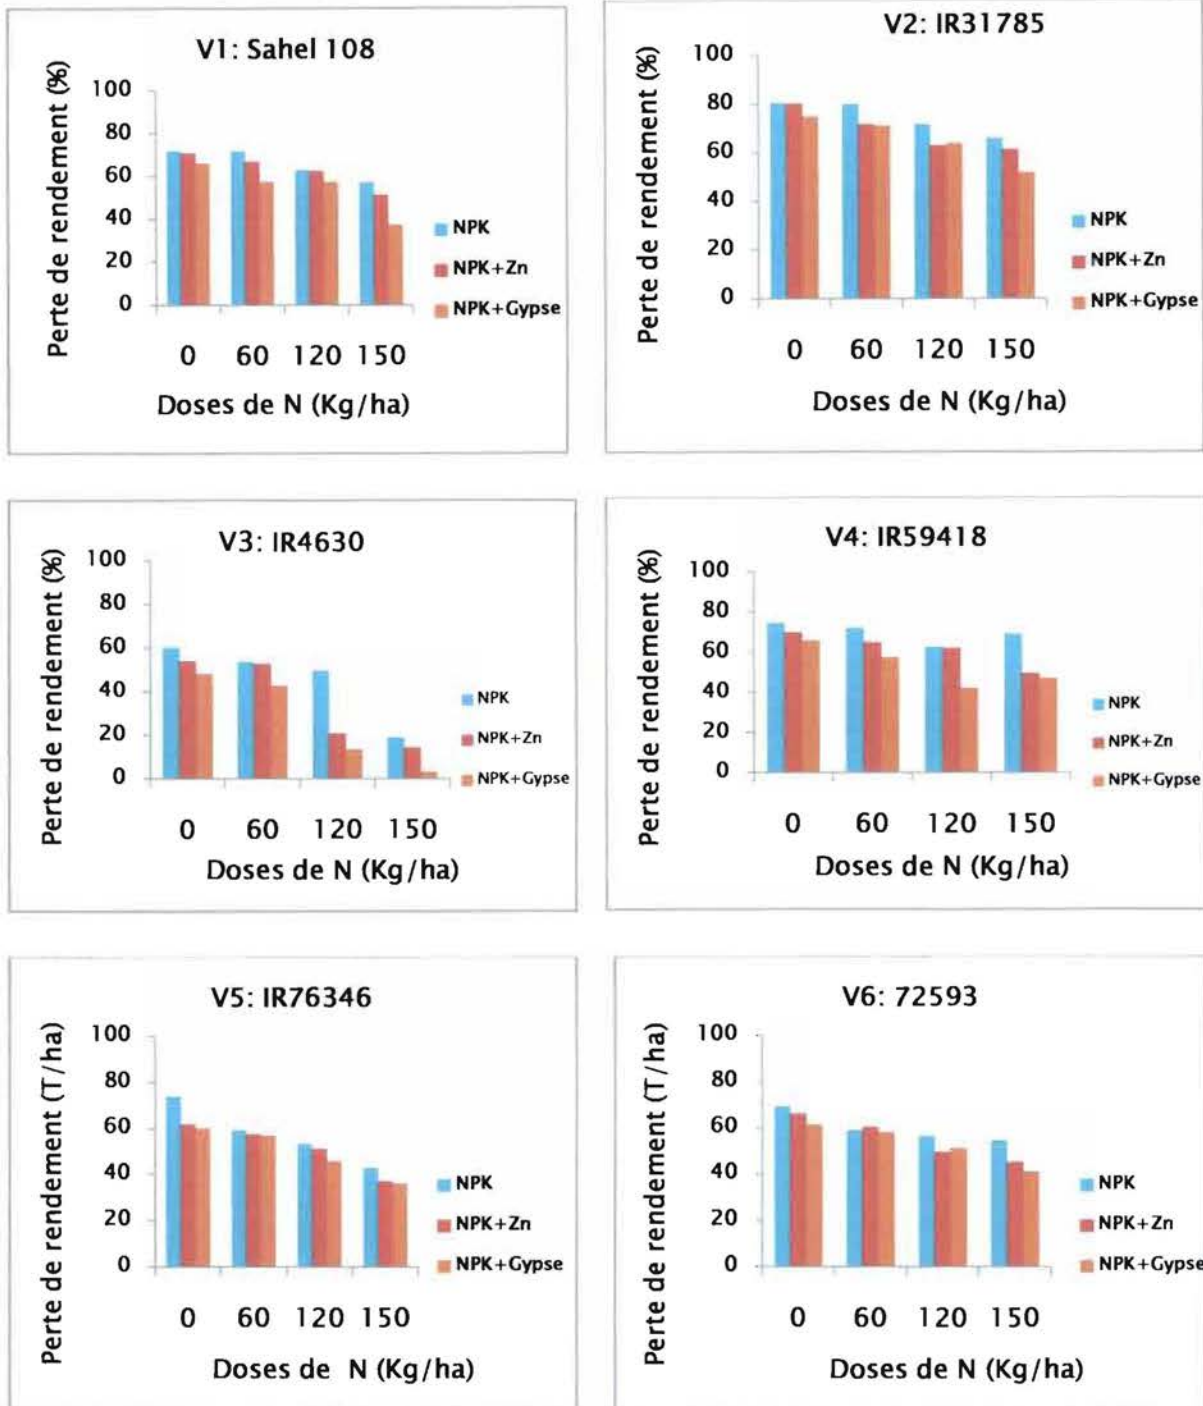 V1: Sahel 108
Perte de rendement (%)
100
80
60
40
20
0
0 60 120 150
Doses de N (Kg/ha)
NPK
NPK+Zn
NPK+Gypse
V2: IR31785
Perte de rendement (%)
100
80
60
40
20
0
0 60 120 150
Doses de N (Kg/ha)
NPK
NPK+Zn
NPK+Gypse
V3: IR4630
Perte de rendement (%)
100
80
60
40
20
0
0 60 120 150
Doses de N (Kg/ha)
NPK
NPK+Zn
NPK+Gypse
V4: IR59418
Perte de rendement (%)
100
80
60
40
20
0
0 60 120 150
Doses de N (Kg/ha)
NPK
NPK+Zn
NPK+Gypse
V5: IR76346
Perte de rendement (T/ha)
100
80
60
40
20
0
0 60 120 150
Doses de N (Kg/ha)
NPK
NPK+Zn
NPK+Gypse
V6: 72593
Perte de rendement (T/ha)
100
80
60
40
20
0
0 60 120 150
Doses de N (Kg/ha)
NPK
NPK+Zn
NPK+Gypse